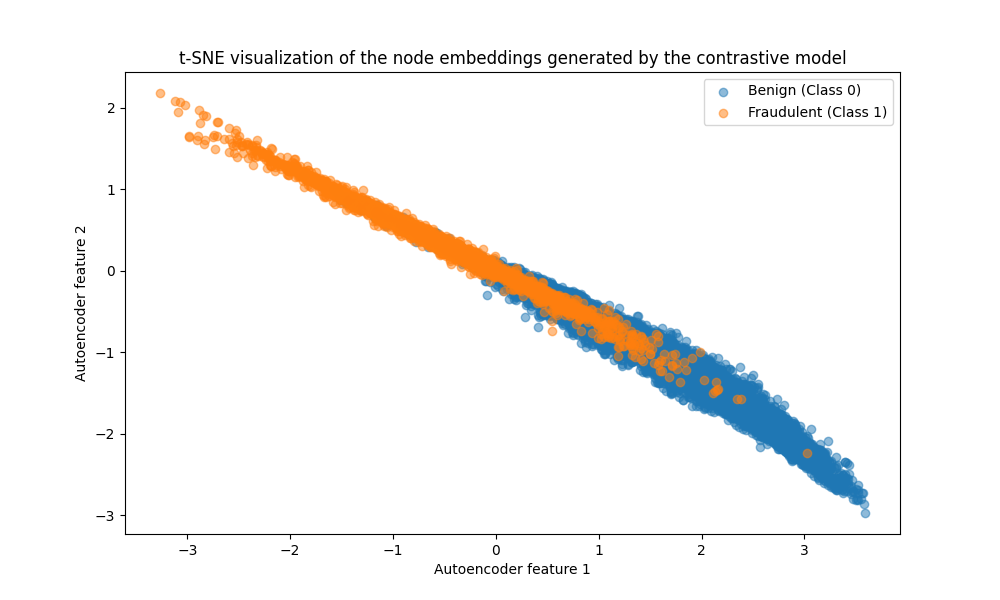 t-SNE visualization of the node embeddings generated by the contrastive model
Benign (Class 0)
Fraudulent (Class 1)
2
1
0
−1
−2
−3
Autoencoder feature 2
−3 −2 −1 0 1 2 3
Autoencoder feature 1